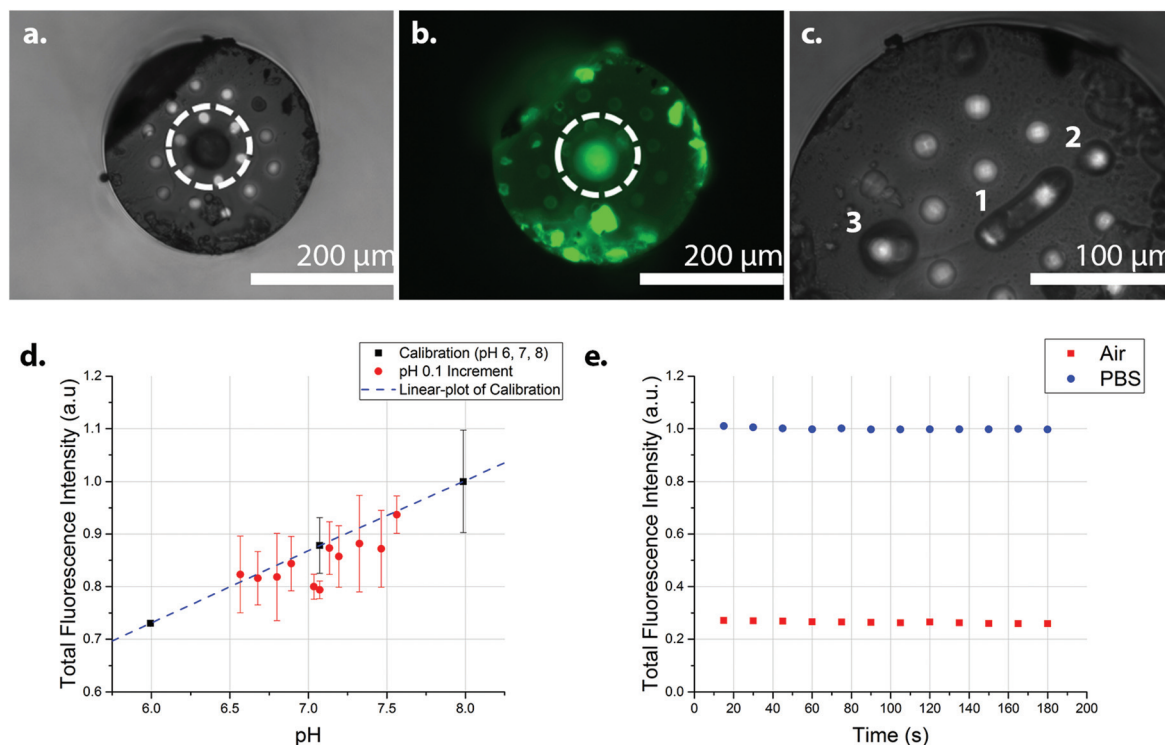 a.
200 µm
b.
200 µm
c.
1
2
3
100 µm
d.
Calibration (pH 6, 7, 8)
pH 0.1 Increment
Linear-plot of Calibration
Total Fluorescence Intensity (a.u)
1.2
1.1
1.0
0.9
0.8
0.7
0.6
6.0 6.5 7.0 7.5 8.0
pH
e.
Air
PBS
Total Fluorescence Intensity (a.u.)
1.2
1.0
0.8
0.6
0.4
0.2
0.0
0 20 40 60 80 100 120 140 160 180 200
Time (s)